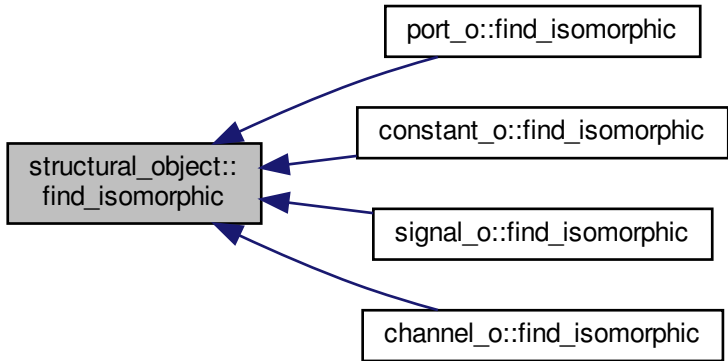 port_o::find_isomorphic
constant_o::find_isomorphic
structural_object::
find_isomorphic
signal_o::find_isomorphic
channel_o::find_isomorphic